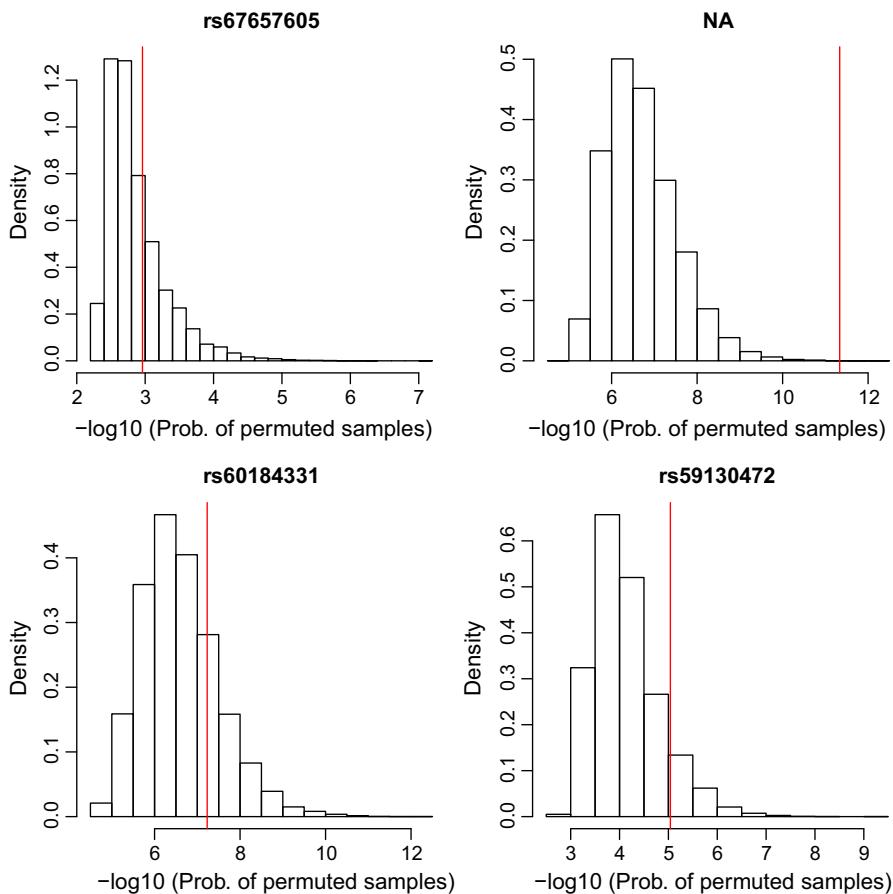 rs67657605
Density
0.0 0.2 0.4 0.6 0.8 1.0 1.2
2 3 4 5 6 7
−log10 (Prob. of permuted samples)
NA
Density
0.0 0.1 0.2 0.3 0.4 0.5
6 8 10 12
−log10 (Prob. of permuted samples)
rs60184331
Density
0.0 0.1 0.2 0.3 0.4
6 8 10 12
−log10 (Prob. of permuted samples)
rs59130472
Density
0.0 0.1 0.2 0.3 0.4 0.5 0.6
3 4 5 6 7 8 9
−log10 (Prob. of permuted samples)